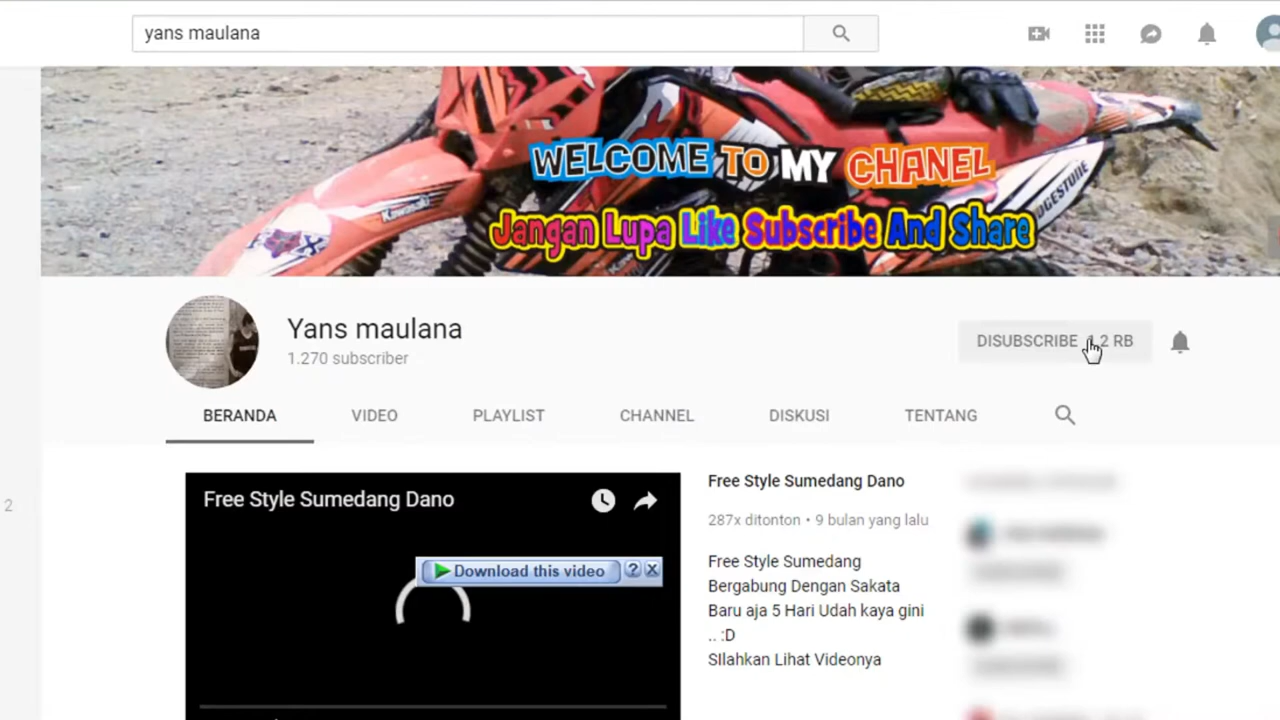 yans maulana
WELCOME TO MY CHANEL
Jangan Lupa Like Subscribe And Share
Kawasaki
Yans maulana
1.270 subscriber
DISUBSCRIBE 1,2 RB
BERANDA VIDEO PLAYLIST CHANNEL DISKUSI TENTANG
2
Free Style Sumedang Dano
Download this video ? X
Free Style Sumedang Dano
287x ditonton • 9 bulan yang lalu
Free Style Sumedang
Bergabung Dengan Sakata
Baru aja 5 Hari Udah kaya gini
.. :D
SIlahkan Lihat Videonya